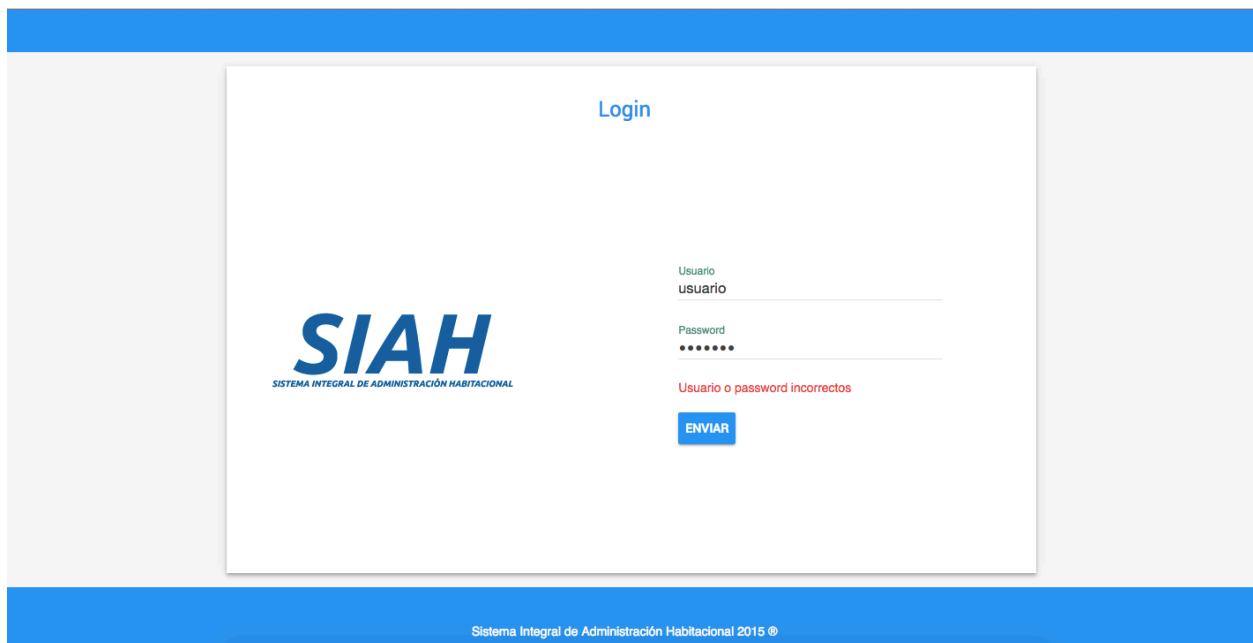 Login
Usuario
usuario
SIAH
SISTEMA INTEGRAL DE ADMINISTRACIÓN HABITACIONAL
Password
•••••••
Usuario o password incorrectos
ENVIAR
Sistema Integral de Administración Habitacional 2015 ®